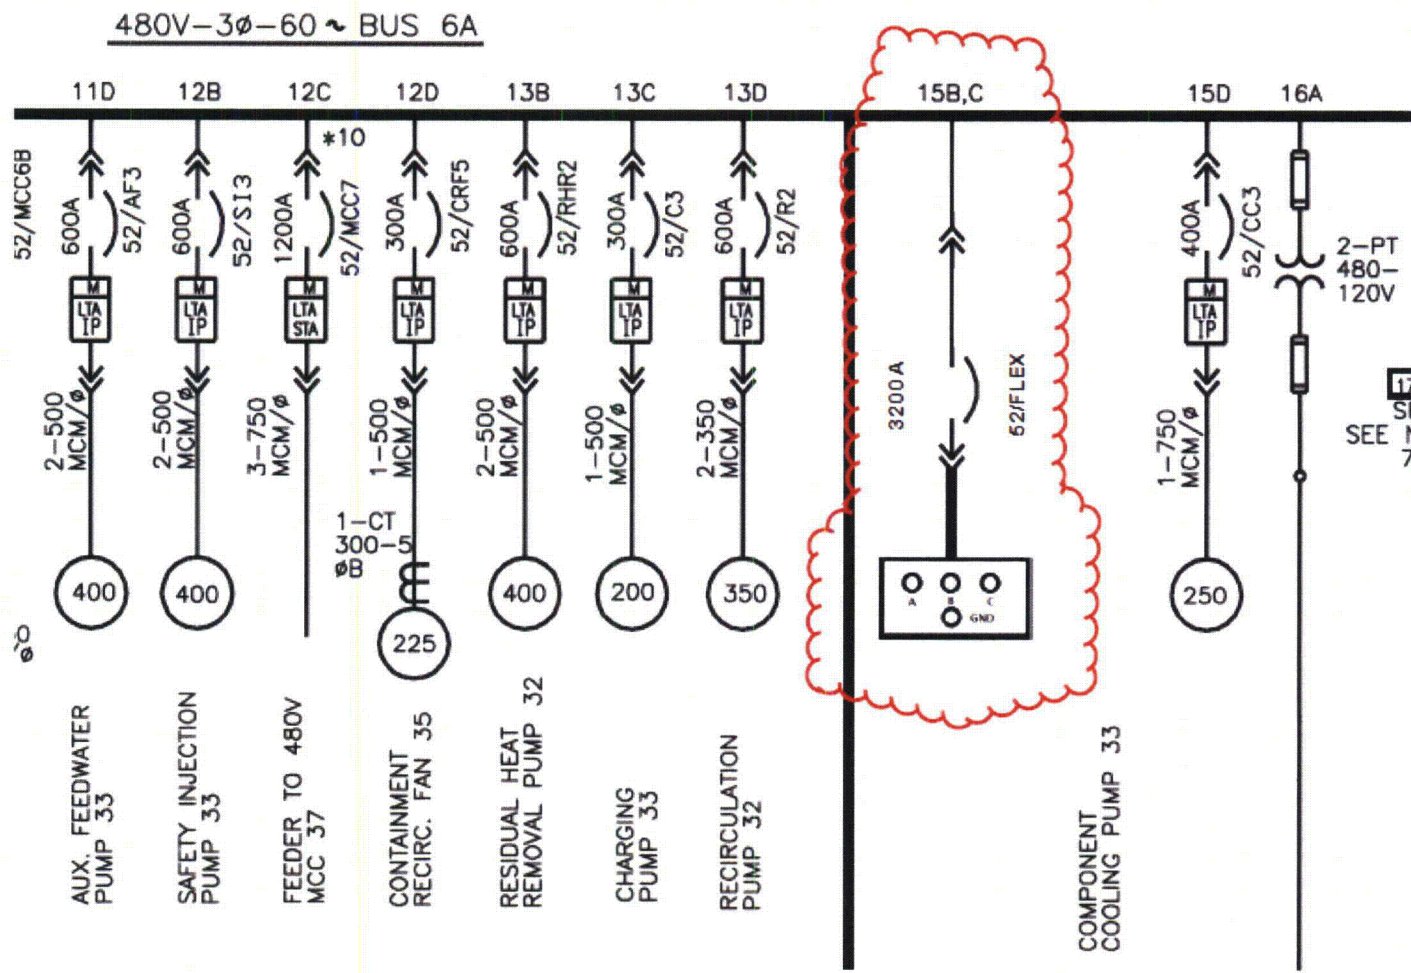 480V-3ø-60 ~ BUS 6A
11D
12B
12C
12D
13B
13C
13D
15B,C
15D
16A
*10
52/MCC6B
600A
52/AF3
600A
52/SI3
1200A
52/MCC7
300A
52/CRF5
600A
52/RHR2
300A
52/C3
600A
52/R2
3200A
52/FLEX
400A
52/CC3
2-PT
480-
120V
M
LTA
IP
M
LTA
IP
M
LTA
STA
M
LTA
IP
M
LTA
IP
M
LTA
IP
M
LTA
IP
M
LTA
IP
2-500
MCM/ø
2-500
MCM/ø
3-750
MCM/ø
1-500
MCM/ø
2-500
MCM/ø
1-500
MCM/ø
2-350
MCM/ø
1-750
MCM/ø
17
SEE
7
1-CT
300-5
øB
400
400
225
400
200
350
A
B
C
GND
250
AUX. FEEDWATER
PUMP 33
SAFETY INJECTION
PUMP 33
FEEDER TO 480V
MCC 37
CONTAINMENT
RECIRC. FAN 35
RESIDUAL HEAT
REMOVAL PUMP 32
CHARGING
PUMP 33
RECIRCULATION
PUMP 32
COMPONENT
COOLING PUMP 33